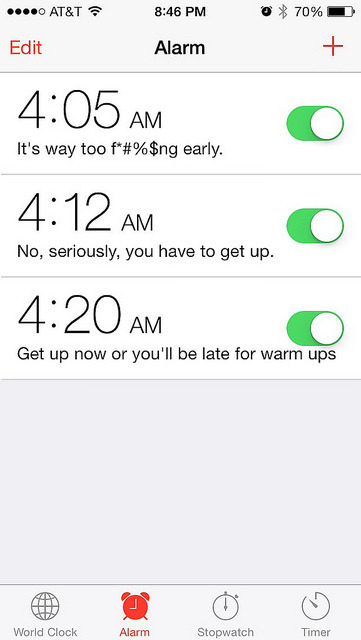 AT&T 8:46 PM 70%
Edit Alarm +
4:05 AM
It's way too f*#%$ng early.
4:12 AM
No, seriously, you have to get up.
4:20 AM
Get up now or you'll be late for warm ups
World Clock Alarm Stopwatch Timer